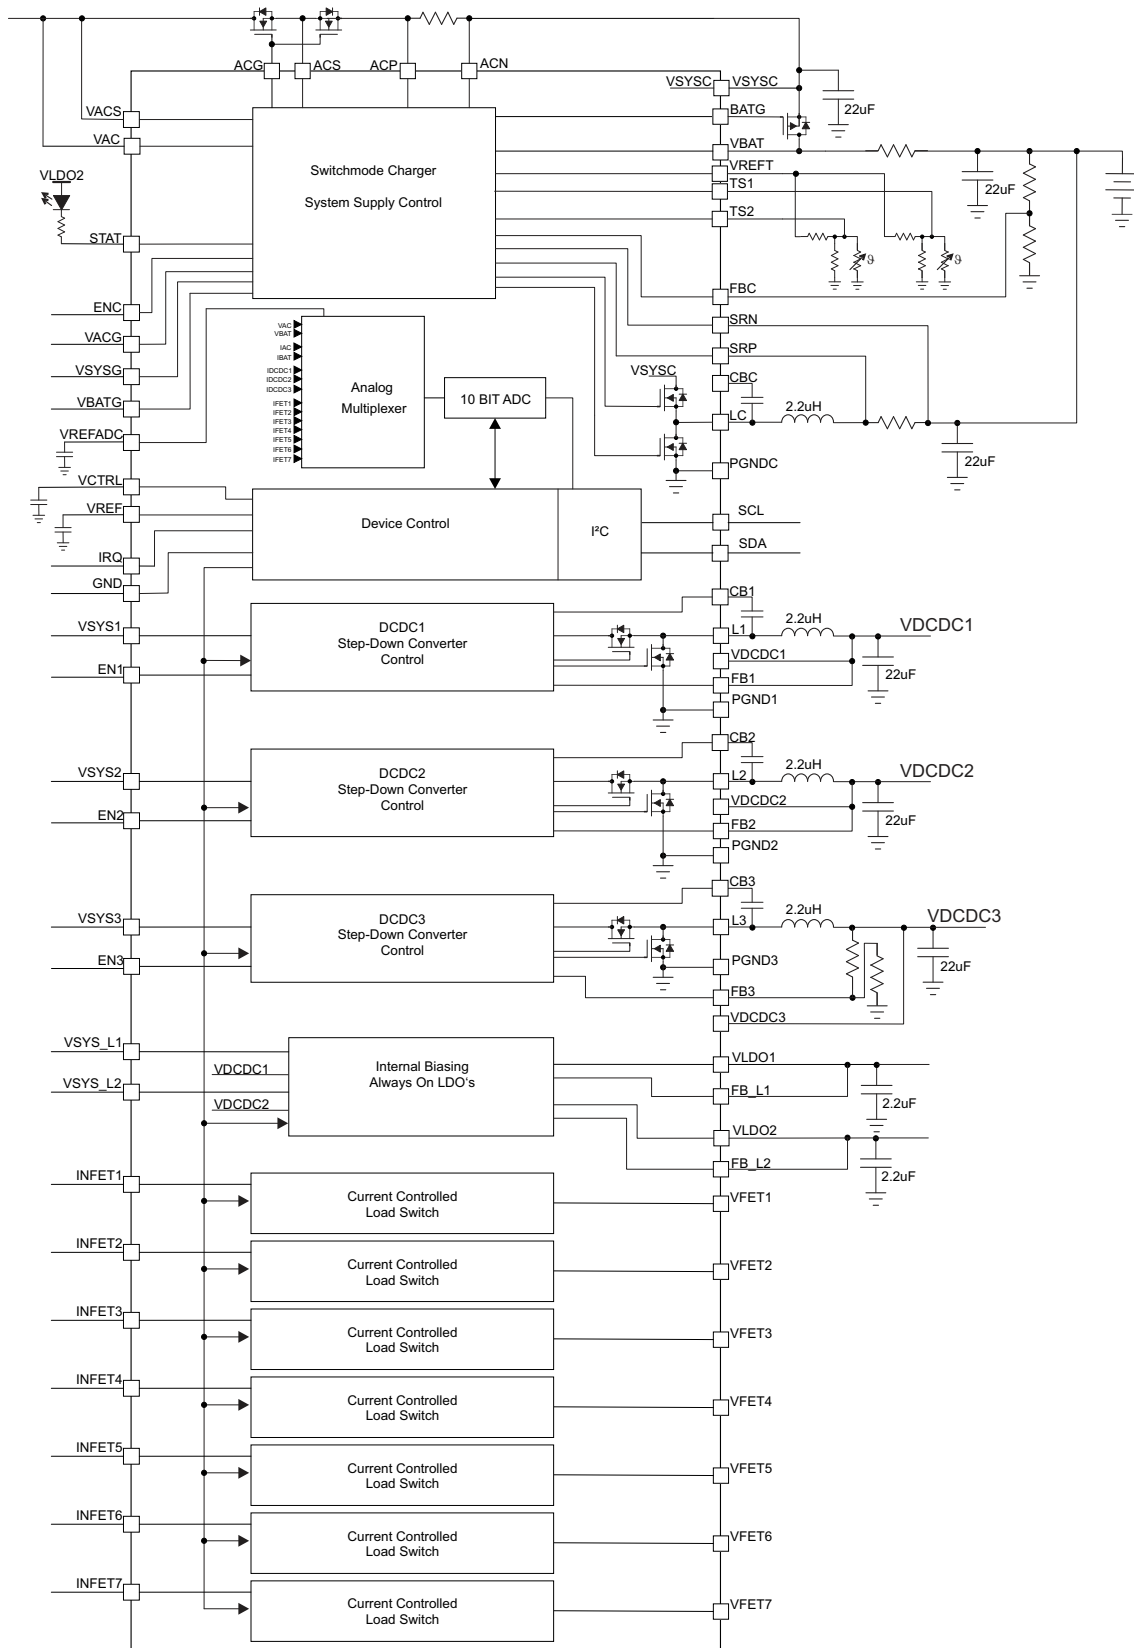 ACG
ACS
ACP
ACN
VSYSC
VSYSC
VACS
BATG
22uF
VAC
VBAT
Switchmode Charger
System Supply Control
VREFT
VLDO2
TS1
22uF
TS2
STAT
ϑ
ϑ
FBC
ENC
SRN
VACG
VAC
VBAT
IAC
IBAT
IDCDC1
IDCDC2
IDCDC3
IFET1
IFET2
IFET3
IFET4
IFET5
IFET6
IFET7
Analog
Multiplexer
10 BIT ADC
SRP
VSYSG
VSYSC
CBC
VBATG
2.2uH
LC
VREFADC
22uF
PGNDC
VCTRL
VREF
Device Control
I²C
SCL
SDA
IRQ
GND
CB1
DCDC1
Step-Down Converter
Control
VSYS1
L1
2.2uH
VDCDC1
VDCDC1
EN1
FB1
22uF
PGND1
CB2
DCDC2
Step-Down Converter
Control
VSYS2
L2
2.2uH
VDCDC2
VDCDC2
EN2
FB2
22uF
PGND2
CB3
DCDC3
Step-Down Converter
Control
VSYS3
L3
2.2uH
VDCDC3
EN3
PGND3
22uF
FB3
VDCDC3
VSYS_L1
VDCDC1
VSYS_L2
VDCDC2
Internal Biasing
Always On LDO's
VLDO1
FB_L1
2.2uF
VLDO2
FB_L2
2.2uF
INFET1
Current Controlled
Load Switch
VFET1
INFET2
Current Controlled
Load Switch
VFET2
INFET3
Current Controlled
Load Switch
VFET3
INFET4
Current Controlled
Load Switch
VFET4
INFET5
Current Controlled
Load Switch
VFET5
INFET6
Current Controlled
Load Switch
VFET6
INFET7
Current Controlled
Load Switch
VFET7